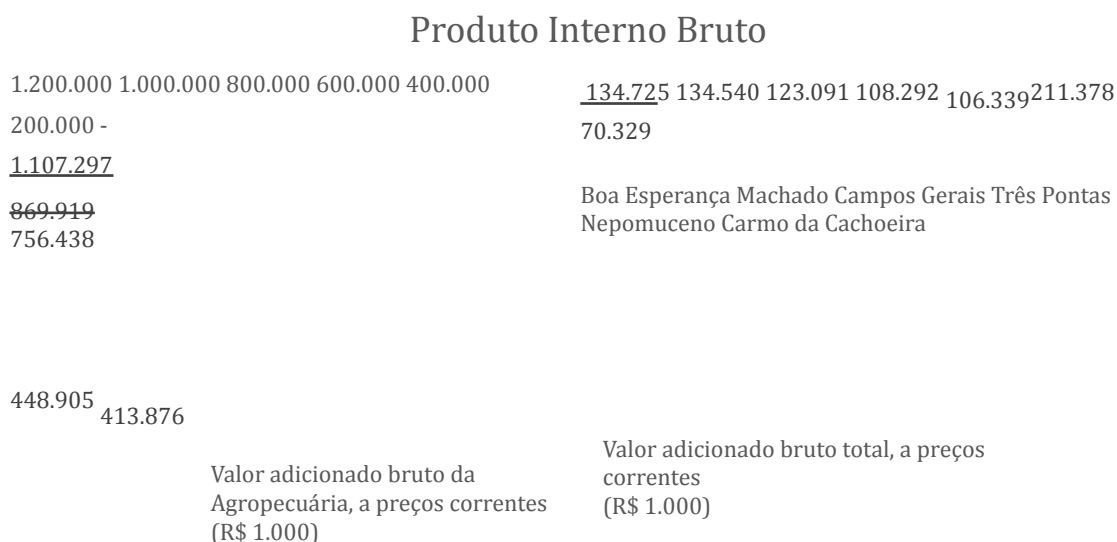 Produto Interno Bruto
1.200.000 1.000.000 800.000 600.000 400.000
200.000 -
1.107.297
869.919
756.438
134.725 134.540 123.091 108.292 106.339 211.378
70.329
Boa Esperança Machado Campos Gerais Três Pontas
Nepomuceno Carmo da Cachoeira
448.905 413.876
Valor adicionado bruto da
Agropecuária, a preços correntes
(R$ 1.000)
Valor adicionado bruto total, a preços
correntes
(R$ 1.000)